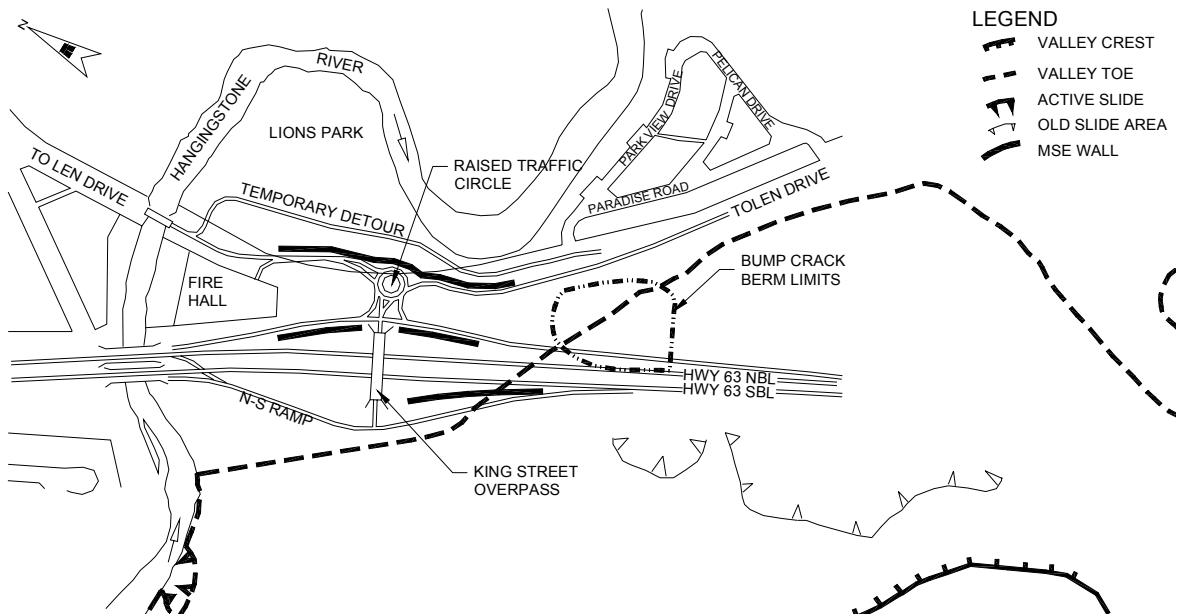 N
LEGEND
VALLEY CREST
VALLEY TOE
ACTIVE SLIDE
OLD SLIDE AREA
MSE WALL
RIVER
HANGINGSTONE
LIONS PARK
TO LEN DRIVE
TEMPORARY DETOUR
RAISED TRAFFIC
CIRCLE
PARK VIEW DRIVE
PELICAN DRIVE
PARADISE ROAD
TOLEN DRIVE
FIRE
HALL
BUMP CRACK
BERM LIMITS
HWY 63 NBL
HWY 63 SBL
N-S RAMP
KING STREET
OVERPASS